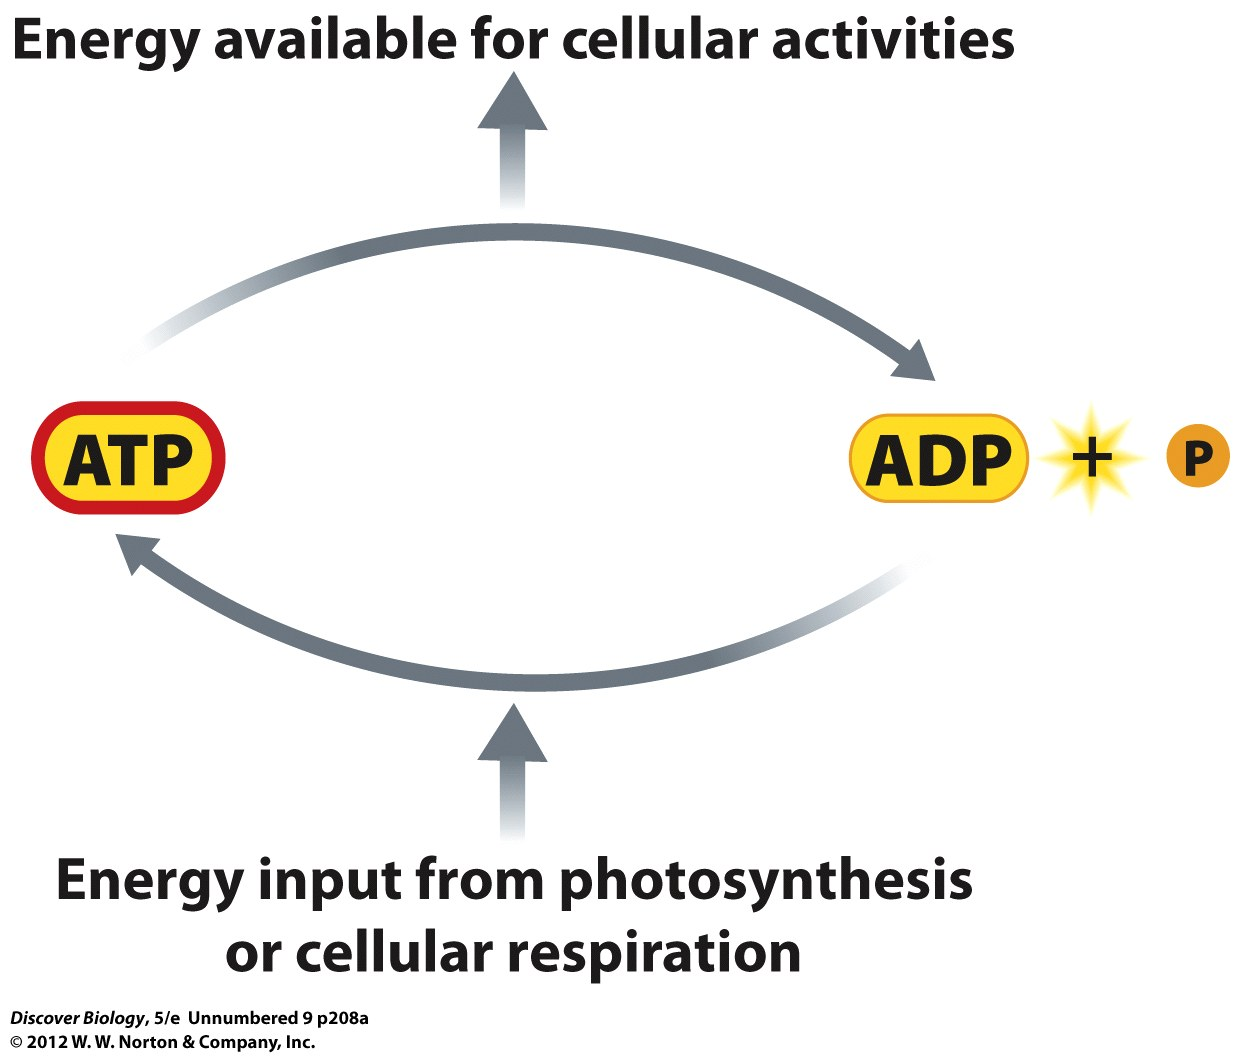 Energy available for cellular activities
ATP
ADP + P
Energy input from photosynthesis
or cellular respiration
Discover Biology, 5/e Unnumbered 9 p208a
© 2012 W. W. Norton & Company, Inc.